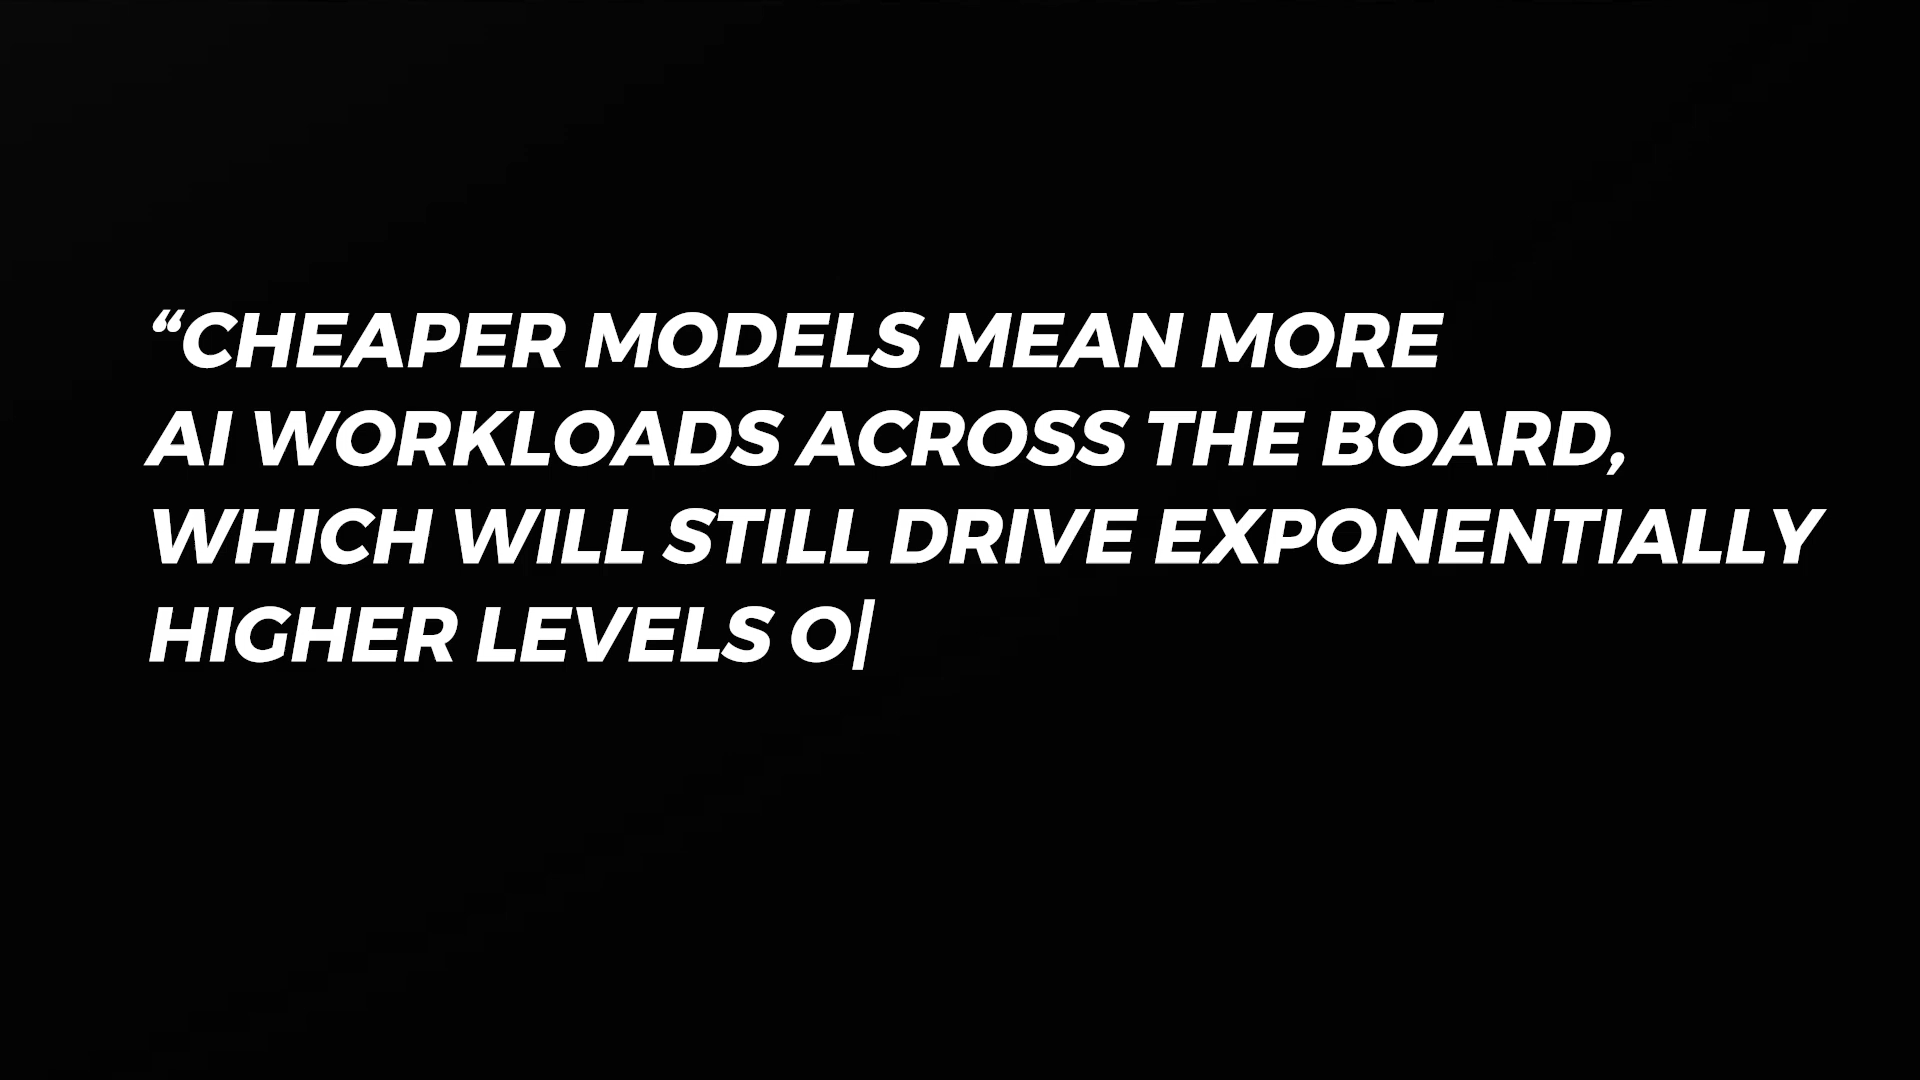 “CHEAPER MODELS MEAN MORE
AI WORKLOADS ACROSS THE BOARD,
WHICH WILL STILL DRIVE EXPONENTIALLY
HIGHER LEVELS O|